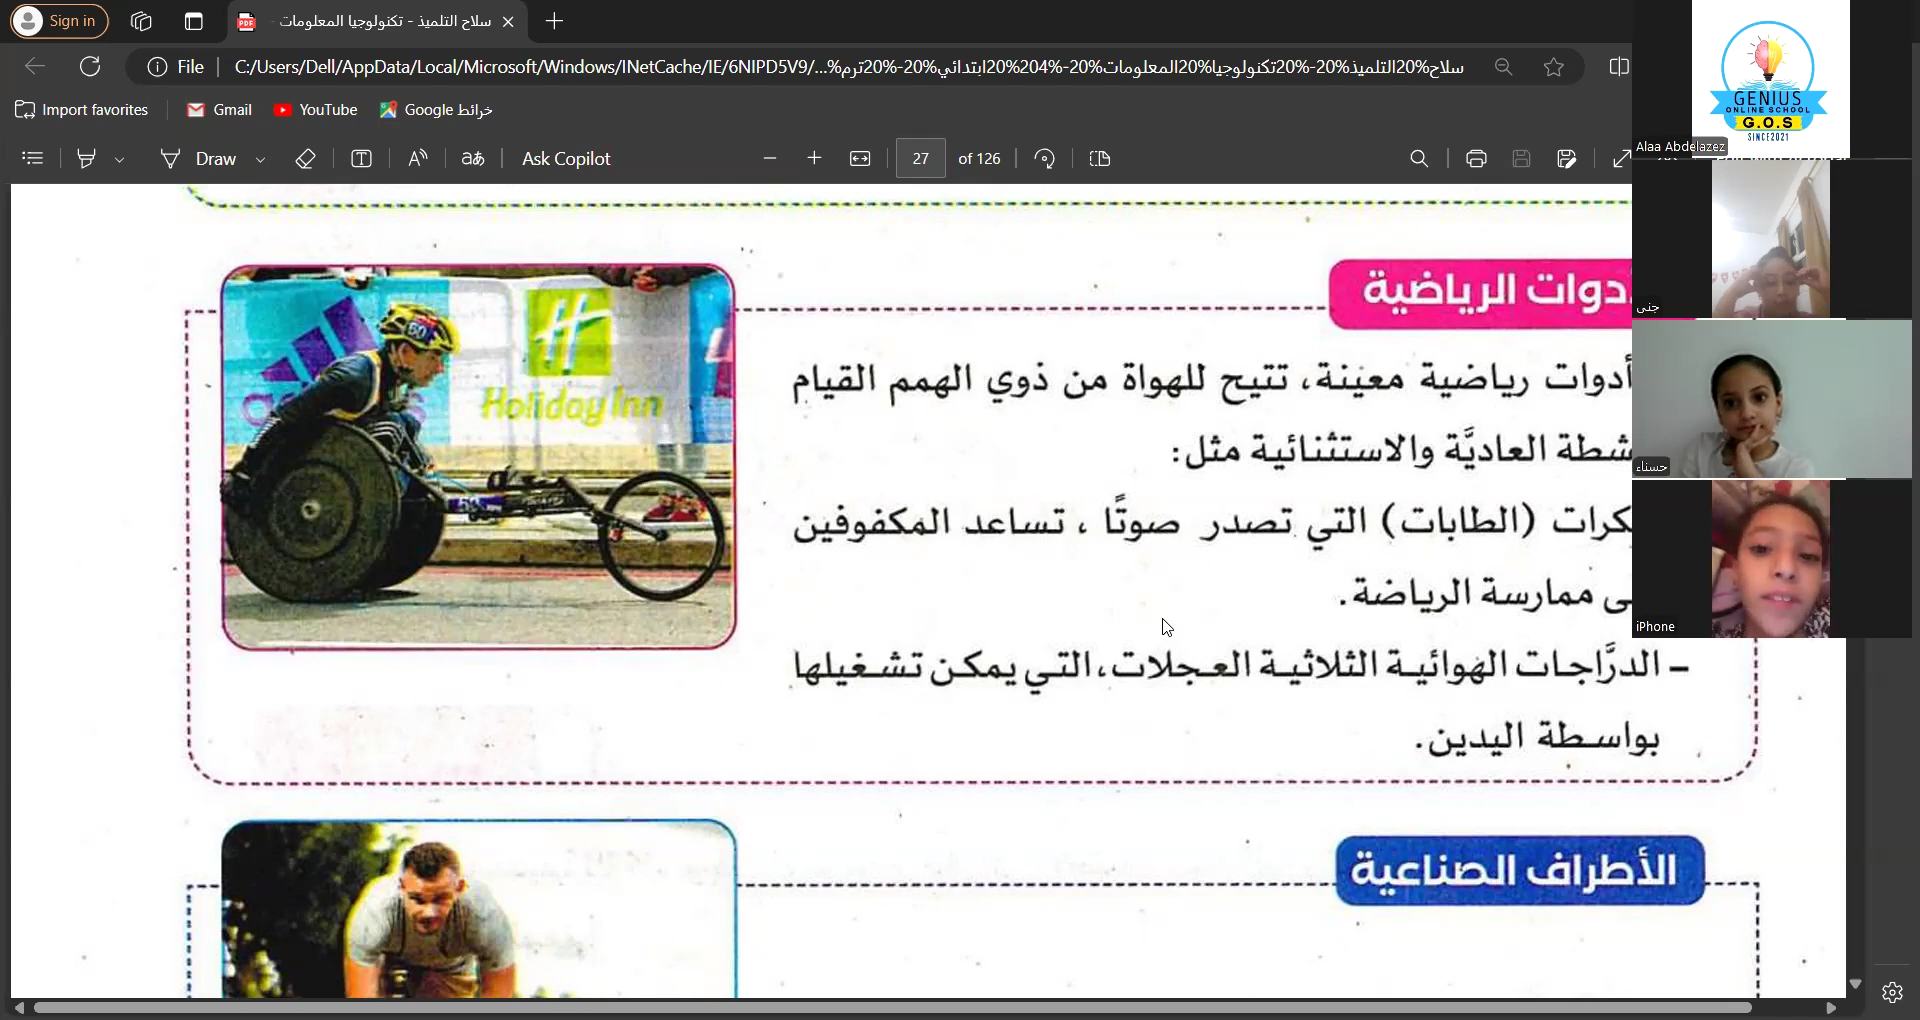 Sign in
سلاح التلميذ - تكنولوجيا المعلومات -
File
C:/Users/Dell/AppData/Local/Microsoft/Windows/INetCache/IE/6NIPD5V9/...%سلاح%20التلميذ%20-%20تكنولوجيا%20المعلومات%20-%204%20ابتدائي%20-%20ترم
Import favorites
Gmail
YouTube
خرائط Google
Draw
aあ
Ask Copilot
27
of 126
GENIUS
ONLINE SCHOOL
G.O.S
SINCE2021
Alaa Abdelazez
جنى
حسناء
iPhone
الرياضية
أدوات رياضية معينة، تتيح للهواة من ذوي الهمم القيام
العاديَّة والاستثنائية مثل:
(الطابات) التي تصدر صوتًا ، تساعد المكفوفين
ممارسة الرياضة.
– الدرَّاجات الهوائية الثلاثية العجلات، التي يمكن تشغيلها
بواسطة اليدين.
60
adidas
H
Holiday Inn
الأطراف الصناعية